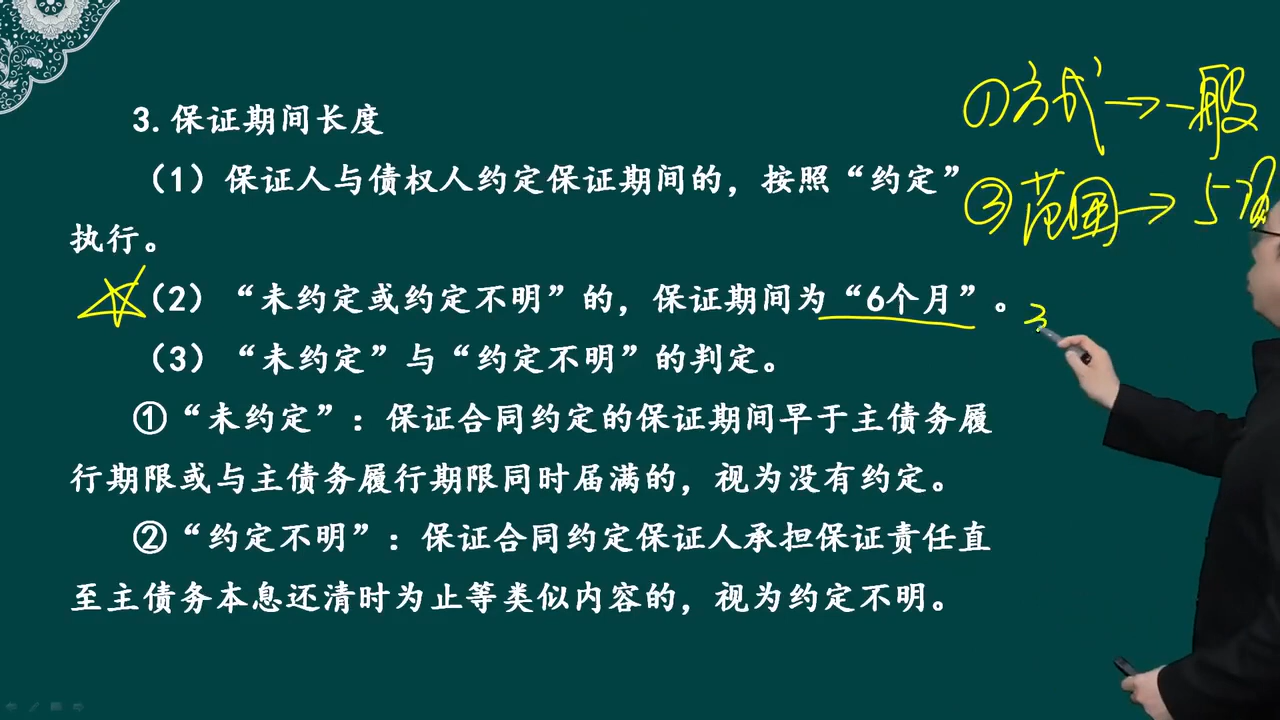 3.保证期间长度
①方式→一般
(1)保证人与债权人约定保证期间的,按照“约定”
③范围→5项
执行。
(2)“未约定或约定不明”的,保证期间为“6个月”。
(3)“未约定”与“约定不明”的判定。
①“未约定”:保证合同约定的保证期间早于主债务履
行期限或与主债务履行期限同时届满的,视为没有约定。
②“约定不明”:保证合同约定保证人承担保证责任直
至主债务本息还清时为止等类似内容的,视为约定不明。